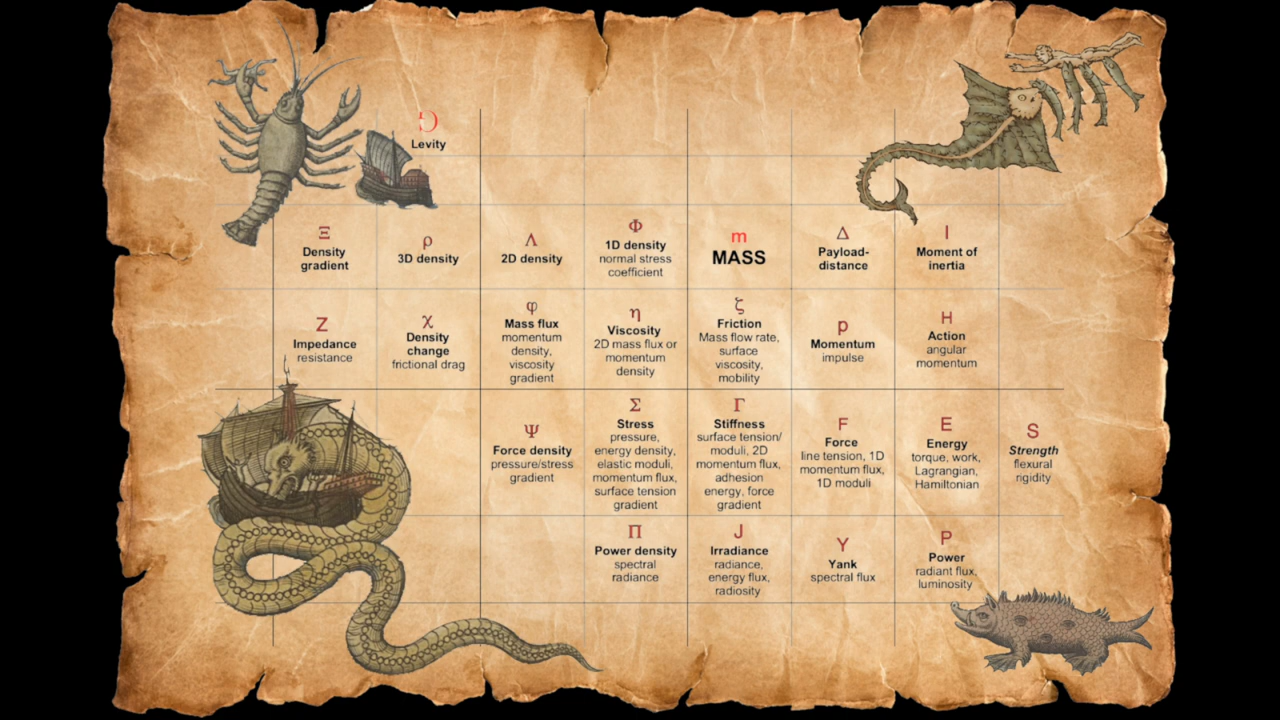 Ɔ
Levity
Ξ
Density
gradient
ρ
3D density
Λ
2D density
Φ
1D density
normal stress
coefficient
m
MASS
Δ
Payload-
distance
I
Moment of
inertia
Z
Impedance
resistance
χ
Density
change
frictional drag
φ
Mass flux
momentum
density,
viscosity
gradient
η
Viscosity
2D mass flux or
momentum
density
ζ
Friction
Mass flow rate,
surface
viscosity,
mobility
p
Momentum
impulse
H
Action
angular
momentum
Ψ
Force density
pressure/stress
gradient
Σ
Stress
pressure,
energy density,
elastic moduli,
momentum flux,
surface tension
gradient
Γ
Stiffness
surface tension/
moduli, 2D
momentum flux,
adhesion
energy, force
gradient
F
Force
line tension, 1D
momentum flux,
1D moduli
E
Energy
torque, work,
Lagrangian,
Hamiltonian
S
Strength
flexural
rigidity
Π
Power density
spectral
radiance
J
Irradiance
radiance,
energy flux,
radiosity
Y
Yank
spectral flux
P
Power
radiant flux,
luminosity